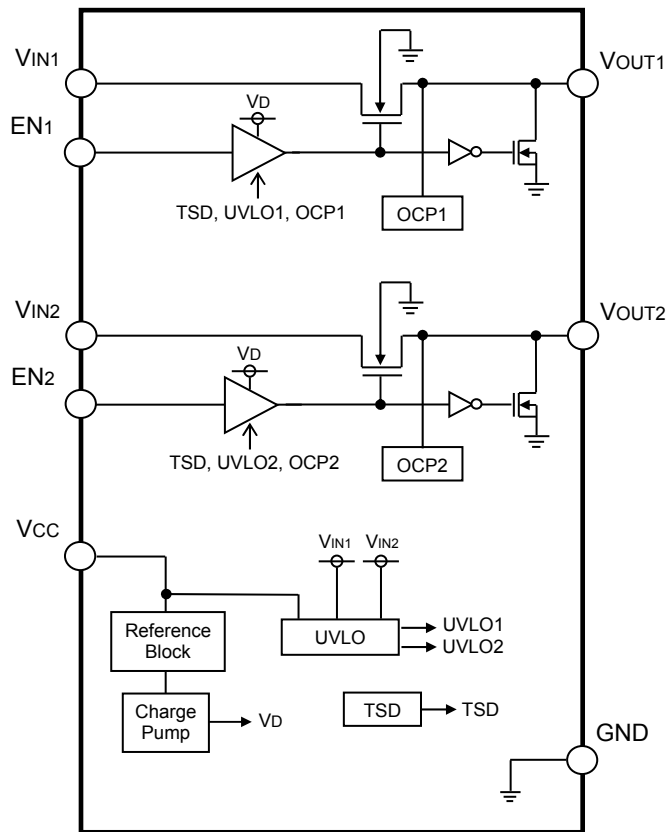 VIN1
VOUT1
VD
EN1
TSD, UVLO1, OCP1
OCP1
VIN2
VOUT2
VD
EN2
TSD, UVLO2, OCP2
OCP2
VCC
VIN1
VIN2
Reference
Block
UVLO
UVLO1
UVLO2
Charge
Pump
VD
TSD
TSD
GND